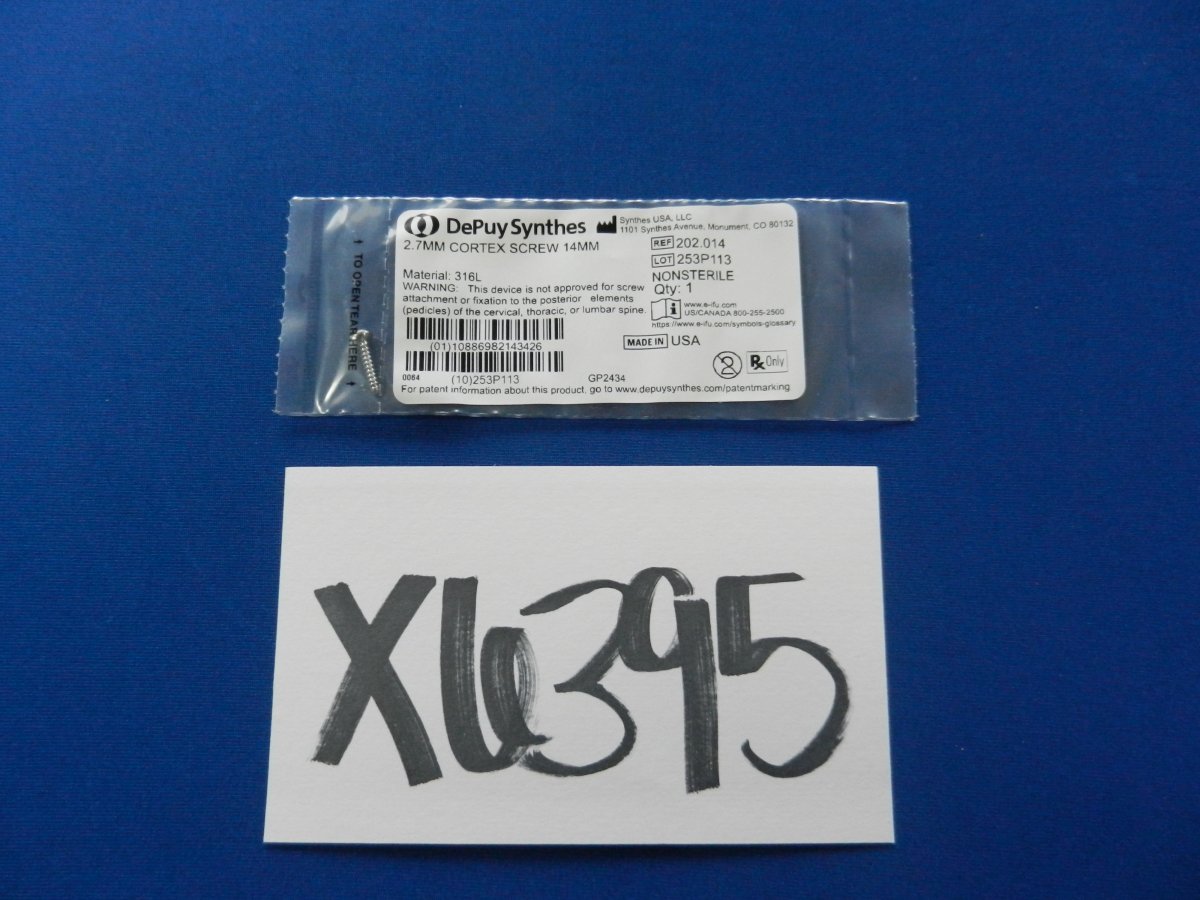 DePuy Synthes
Synthes USA, LLC
1101 Synthes Avenue, Monument, CO 80132
2.7MM CORTEX SCREW 14MM
REF 202.014
LOT 253P113
NONSTERILE
Qty: 1
Material: 316L
WARNING: This device is not approved for screw
attachment or fixation to the posterior elements
(pedicles) of the cervical, thoracic, or lumbar spine.
www.e-ifu.com
US/CANADA 800-255-2500
https://www.e-ifu.com/symbols-glossary
(01)10886982143426
MADE IN USA
2
Rx Only
0064
(10)253P113
GP2434
For patent information about this product, go to www.depuysynthes.com/patentmarking
TO OPEN TEAR HERE
X6395